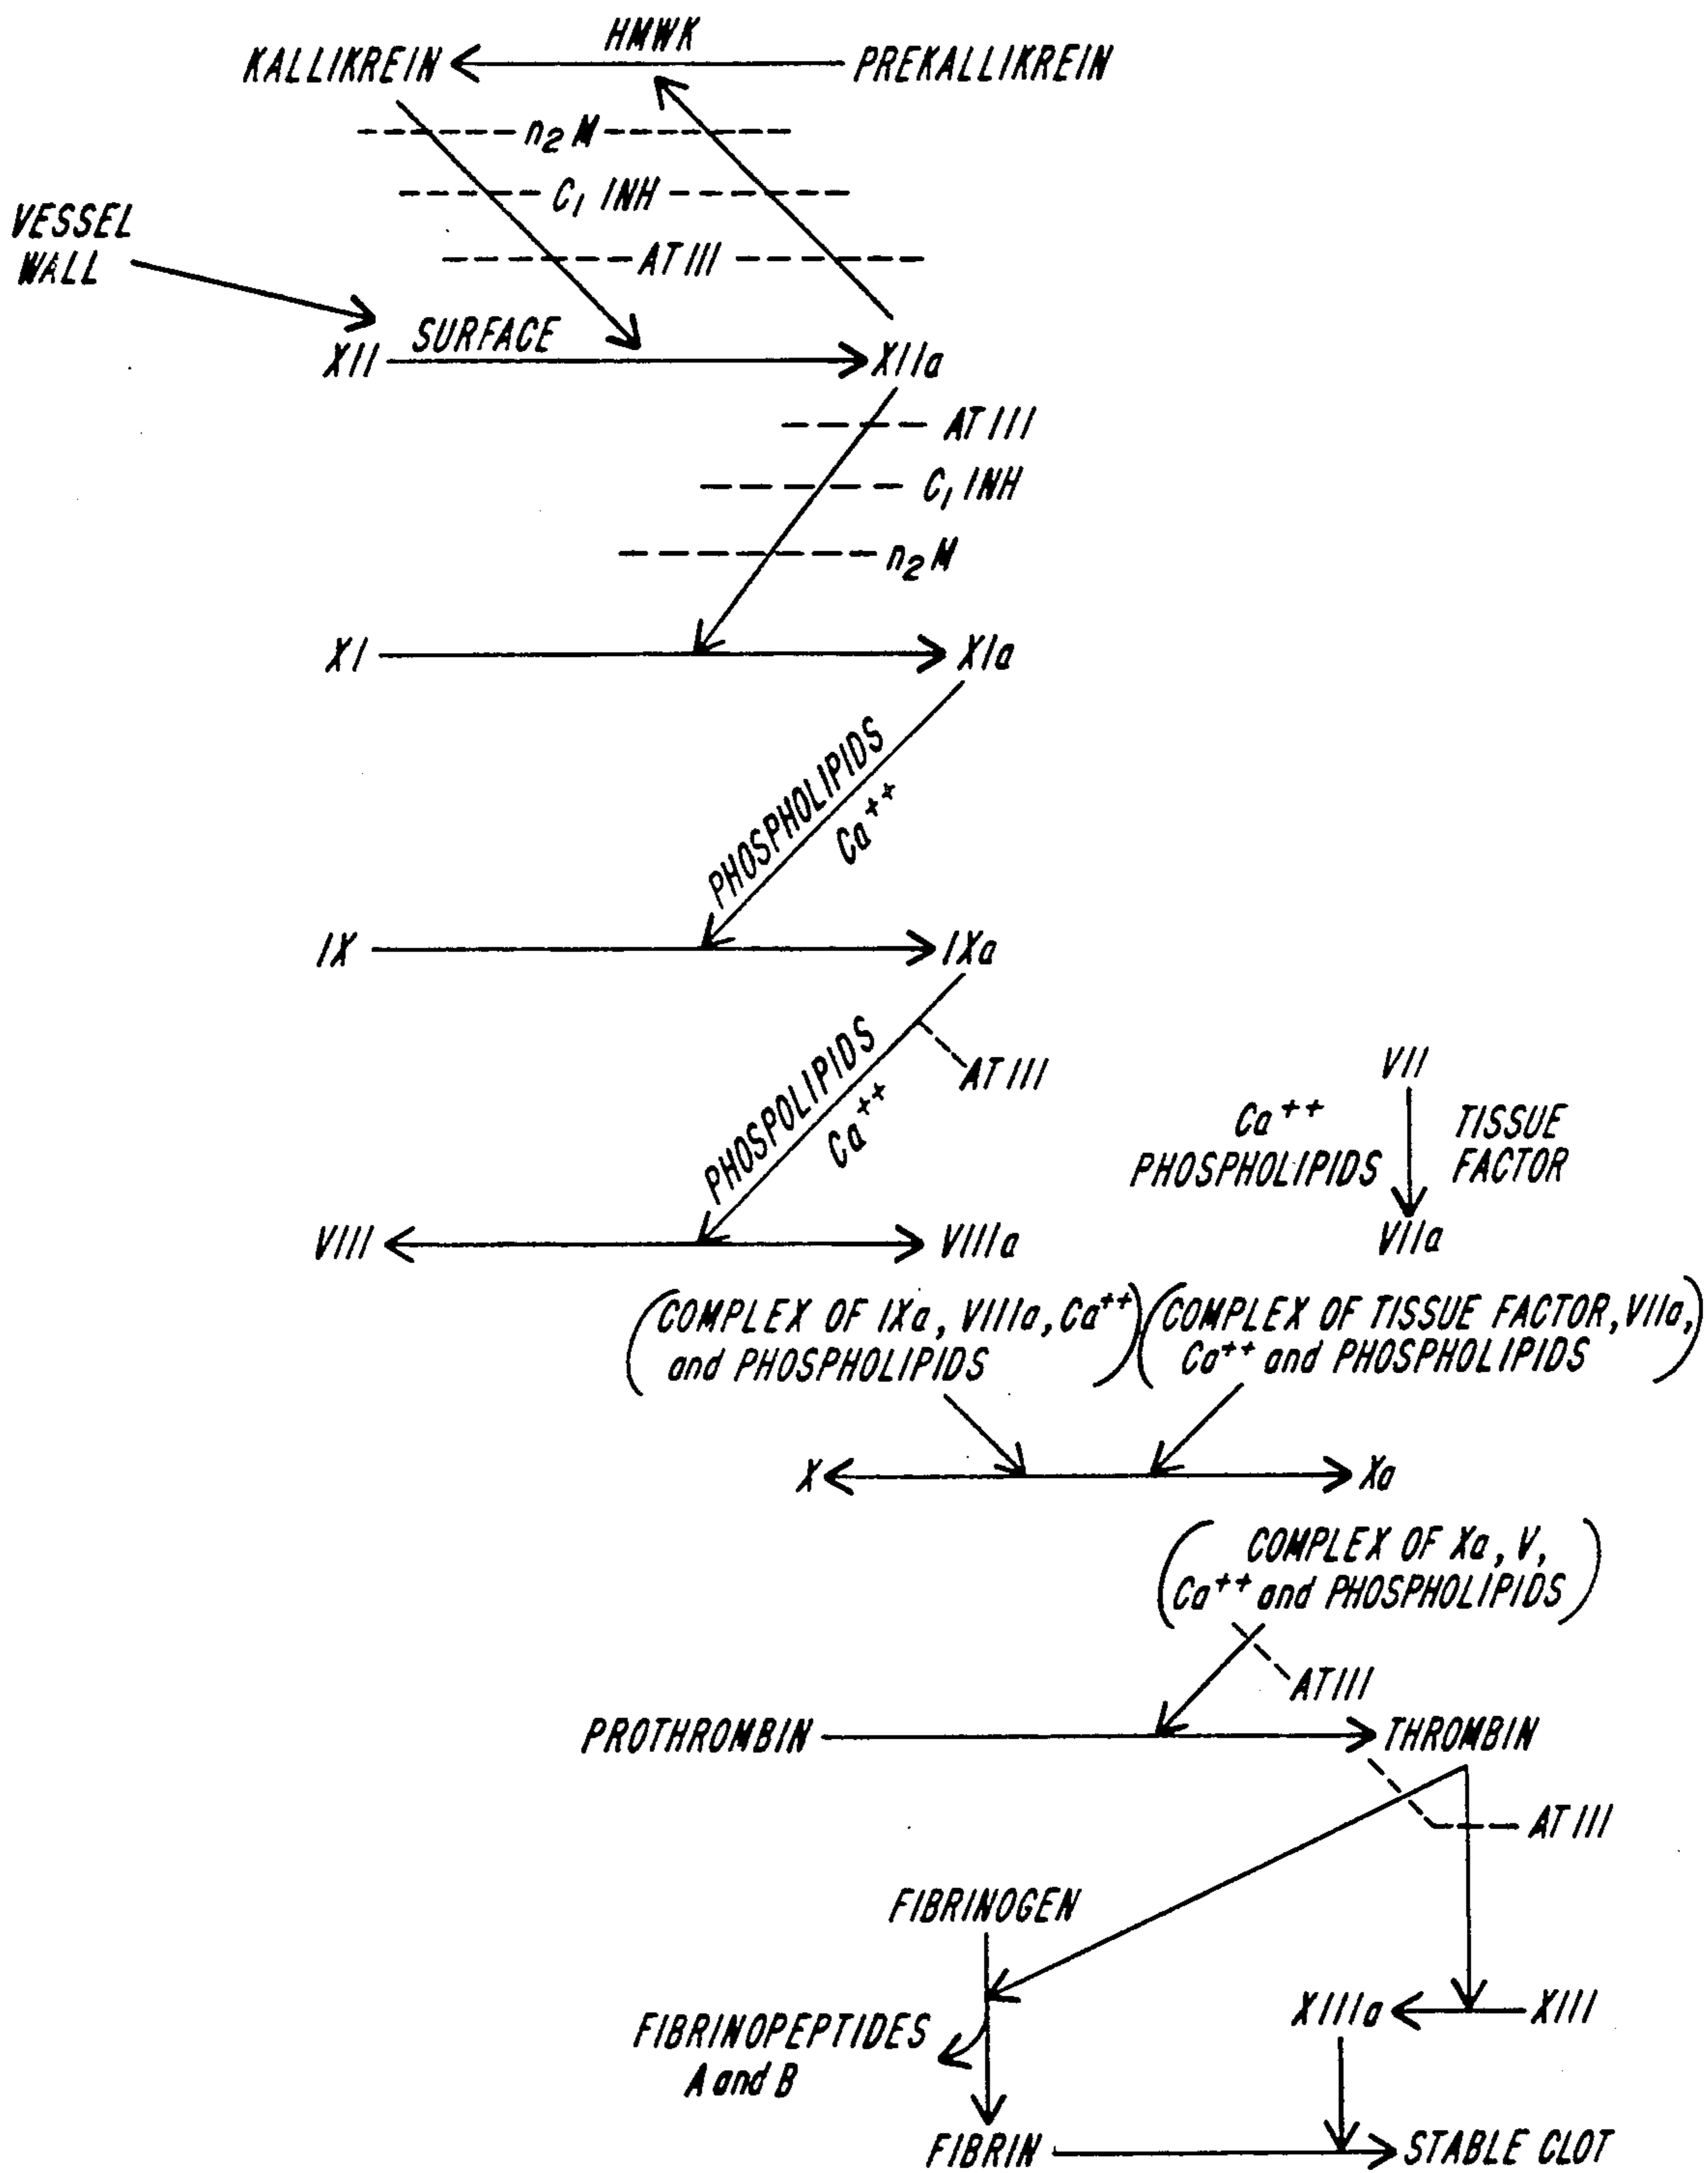 HMWK
KALLIKREIN
PREKALLIKREIN
n2 M
C1 INH
AT III
VESSEL
WALL
SURFACE
XII
XIIa
AT III
C1 INH
n2 M
XI
XIa
PHOSPHOLIPIDS
Ca++
IX
IXa
PHOSPOLIPIDS
Ca++
AT III
VII
Ca++
PHOSPHOLIPIDS
TISSUE
FACTOR
VIII
VIIIa
VIIa
(COMPLEX OF IXa, VIIIa, Ca++
and PHOSPHOLIPIDS)
(COMPLEX OF TISSUE FACTOR, VIIa,
Ca++ and PHOSPHOLIPIDS)
X
Xa
(COMPLEX OF Xa, V,
Ca++ and PHOSPHOLIPIDS)
AT III
PROTHROMBIN
THROMBIN
AT III
FIBRINOGEN
FIBRINOPEPTIDES
A and B
XIIIa
XIII
FIBRIN
STABLE CLOT